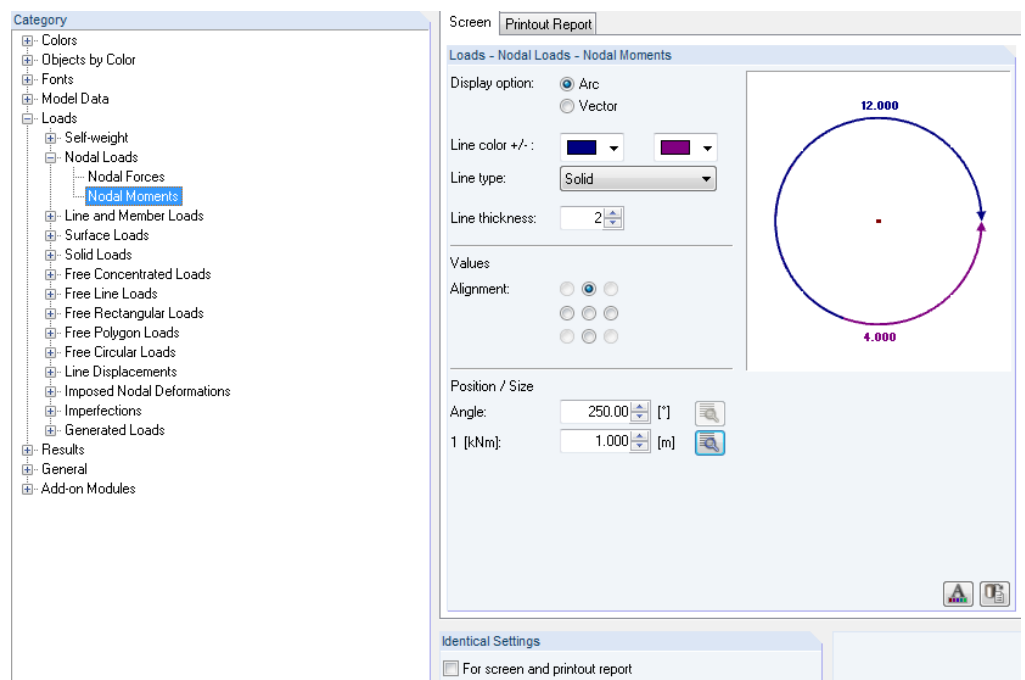 Category
Colors
Objects by Color
Fonts
Model Data
Loads
Self-weight
Nodal Loads
Nodal Forces
Nodal Moments
Line and Member Loads
Surface Loads
Solid Loads
Free Concentrated Loads
Free Line Loads
Free Rectangular Loads
Free Polygon Loads
Free Circular Loads
Line Displacements
Imposed Nodal Deformations
Imperfections
Generated Loads
Results
General
Add-on Modules
Screen Printout Report
Loads - Nodal Loads - Nodal Moments
Display option: Arc
Vector
Line color +/- :
Line type: Solid
Line thickness: 2
Values
Alignment:
Position / Size
Angle: 250.00 [°]
1 [kNm]: 1.000 [m]
12.000
4.000
Identical Settings
For screen and printout report